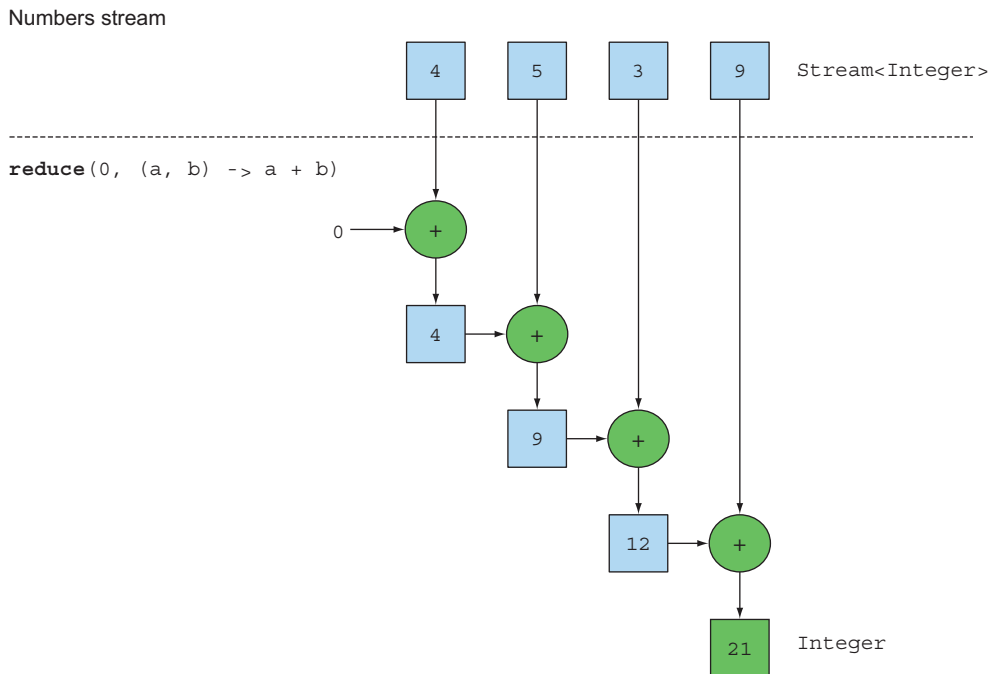 Numbers stream
4 5 3 9 Stream<Integer>
reduce(0, (a, b) -> a + b)
0 +
4 +
9 +
12 +
21 Integer